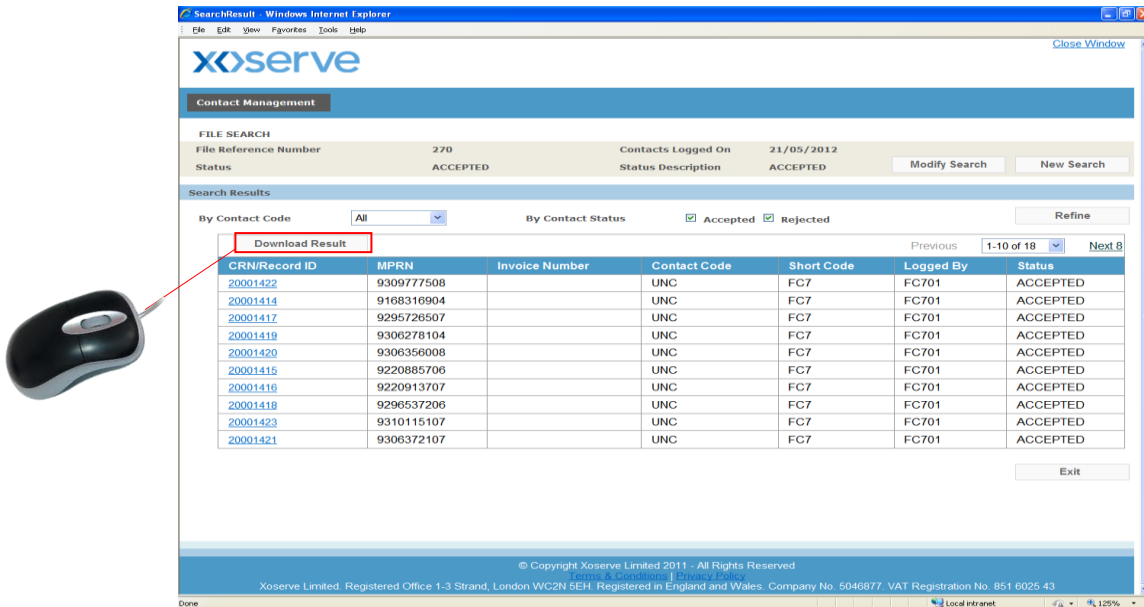 SearchResult - Windows Internet Explorer
File Edit View Favorites Tools Help
Close Window
xoserve
Contact Management
FILE SEARCH
File Reference Number 270 Contacts Logged On 21/05/2012
Status ACCEPTED Status Description ACCEPTED Modify Search New Search
Search Results
By Contact Code All By Contact Status Accepted Rejected Refine
Download Result Previous 1-10 of 18 Next 8
CRN/Record ID MPRN Invoice Number Contact Code Short Code Logged By Status
20001422 9309777508 UNC FC7 FC701 ACCEPTED
20001414 9168316904 UNC FC7 FC701 ACCEPTED
20001417 9295726507 UNC FC7 FC701 ACCEPTED
20001419 9306278104 UNC FC7 FC701 ACCEPTED
20001420 9306356008 UNC FC7 FC701 ACCEPTED
20001415 9220885706 UNC FC7 FC701 ACCEPTED
20001416 9220913707 UNC FC7 FC701 ACCEPTED
20001418 9296537206 UNC FC7 FC701 ACCEPTED
20001423 9310115107 UNC FC7 FC701 ACCEPTED
20001421 9306372107 UNC FC7 FC701 ACCEPTED
Exit
© Copyright Xoserve Limited 2011 - All Rights Reserved
Terms & Conditions | Privacy Policy
Xoserve Limited. Registered Office 1-3 Strand, London WC2N 5EH. Registered in England and Wales. Company No. 5046877. VAT Registration No. 851 6025 43
Done Local intranet 125%